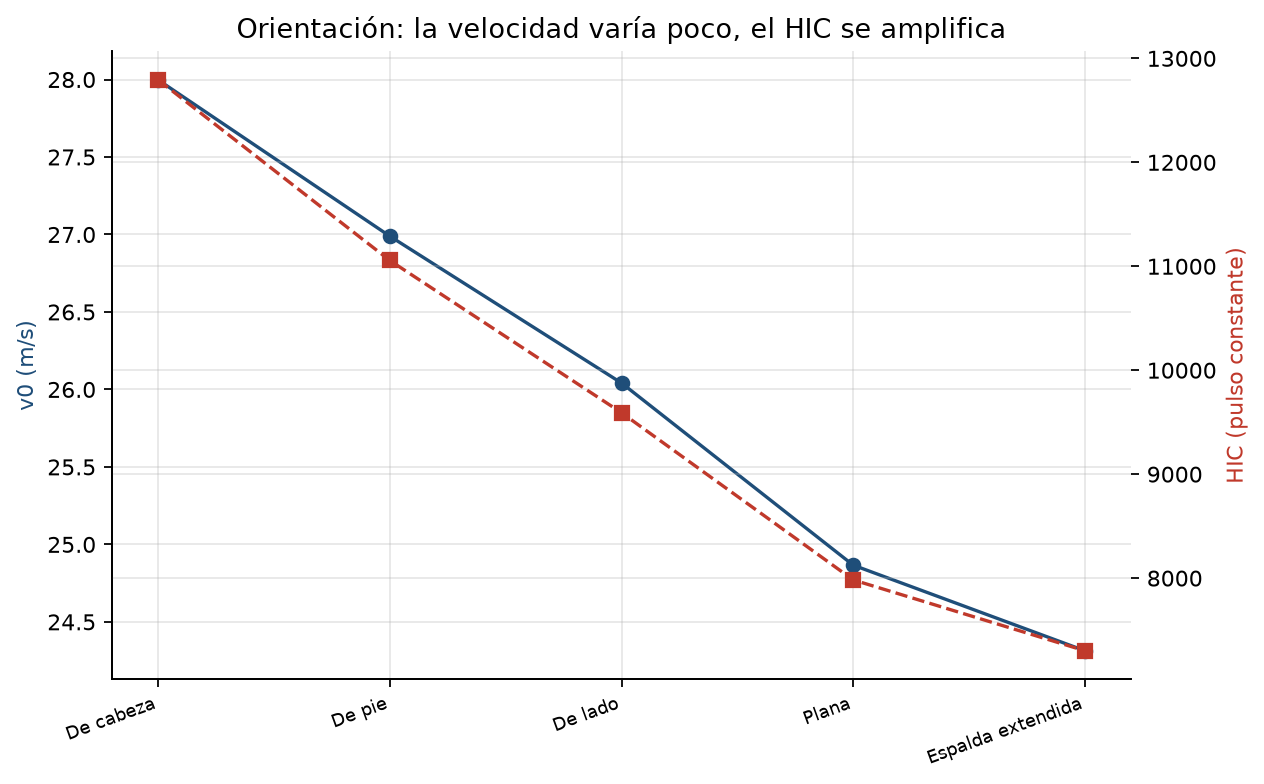 Orientación: la velocidad varía poco, el HIC se amplifica
v0 (m/s)
28.0
27.5
27.0
26.5
26.0
25.5
25.0
24.5
13000
12000
11000
10000
9000
8000
HIC (pulso constante)
De cabeza
De pie
De lado
Plana
Espalda extendida